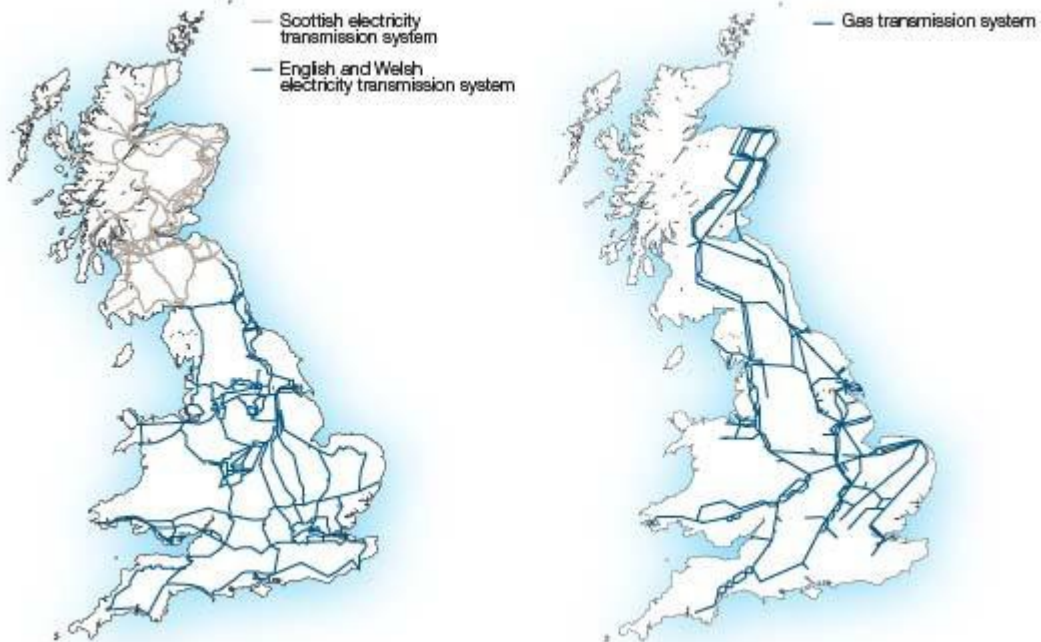 Scottish electricity
transmission system
English and Welsh
electricity transmission system
Gas transmission system